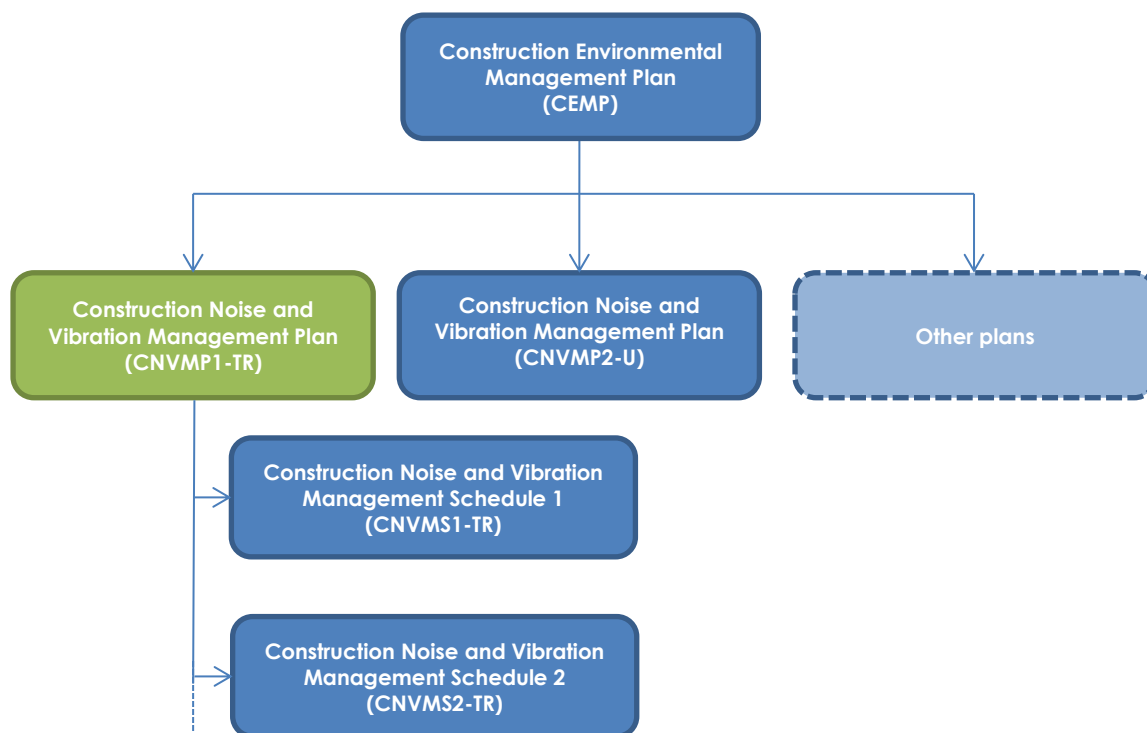 Construction Environmental
Management Plan
(CEMP)
Construction Noise and
Vibration Management Plan
(CNVMP1-TR)
Construction Noise and
Vibration Management Plan
(CNVMP2-U)
Other plans
Construction Noise and Vibration
Management Schedule 1
(CNVMS1-TR)
Construction Noise and Vibration
Management Schedule 2
(CNVMS2-TR)